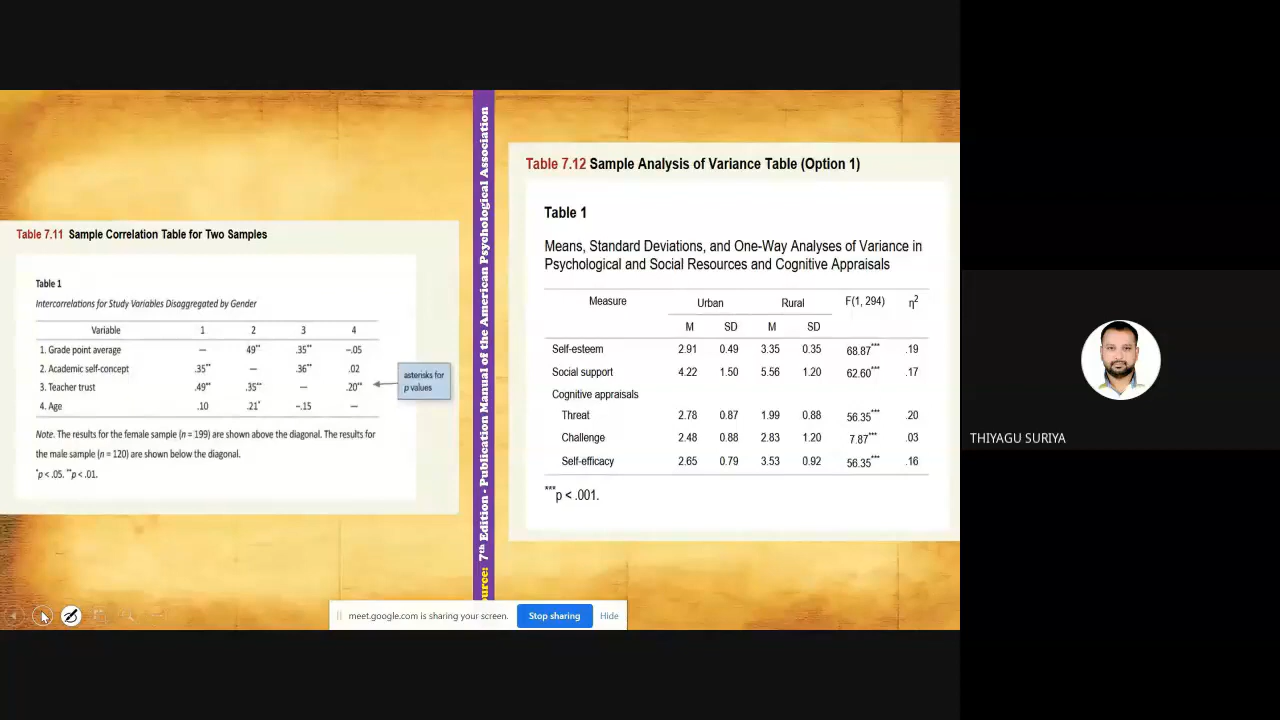 Table 7.11 Sample Correlation Table for Two Samples
Table 1
Intercorrelations for Study Variables Disaggregated by Gender
Variable 1 2 3 4
1. Grade point average — 49** .35** –.05
2. Academic self-concept .35** — .36** .02
3. Teacher trust .49** .35** — .20**
4. Age .10 .21* –.15 —
asterisks for
p values
Note. The results for the female sample (n = 199) are shown above the diagonal. The results for
the male sample (n = 120) are shown below the diagonal.
*p < .05. **p < .01.
urce: 7th Edition - Publication Manual of the American Psychological Association
Table 7.12 Sample Analysis of Variance Table (Option 1)
Table 1
Means, Standard Deviations, and One-Way Analyses of Variance in
Psychological and Social Resources and Cognitive Appraisals
Measure Urban Rural F(1, 294) η2
M SD M SD
Self-esteem 2.91 0.49 3.35 0.35 68.87*** .19
Social support 4.22 1.50 5.56 1.20 62.60*** .17
Cognitive appraisals
Threat 2.78 0.87 1.99 0.88 56.35*** .20
Challenge 2.48 0.88 2.83 1.20 7.87*** .03
Self-efficacy 2.65 0.79 3.53 0.92 56.35*** .16
***p < .001.
meet.google.com is sharing your screen. Stop sharing Hide
THIYAGU SURIYA